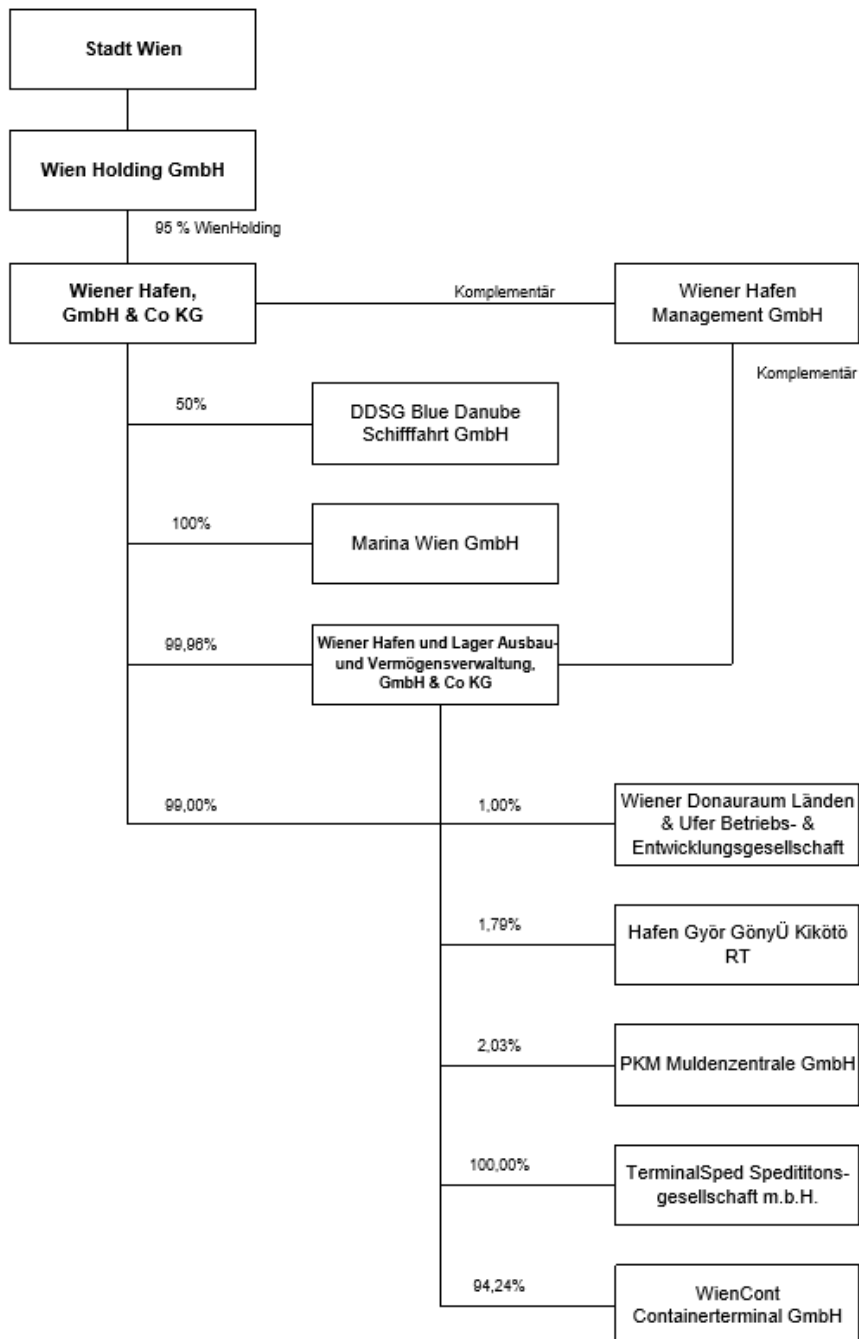 Stadt Wien
Wien Holding GmbH
95 % WienHolding
Wiener Hafen,
GmbH & Co KG
Komplementär
Wiener Hafen
Management GmbH
Komplementär
50%
DDSG Blue Danube
Schifffahrt GmbH
100%
Marina Wien GmbH
99,96%
Wiener Hafen und Lager Ausbau-
und Vermögensverwaltung,
GmbH & Co KG
99,00%
1,00%
Wiener Donauraum Länden
& Ufer Betriebs- &
Entwicklungsgesellschaft
1,79%
Hafen Györ GönyÜ Kikötö
RT
2,03%
PKM Muldenzentrale GmbH
100,00%
TerminalSped Spedititons-
gesellschaft m.b.H.
94,24%
WienCont
Containerterminal GmbH